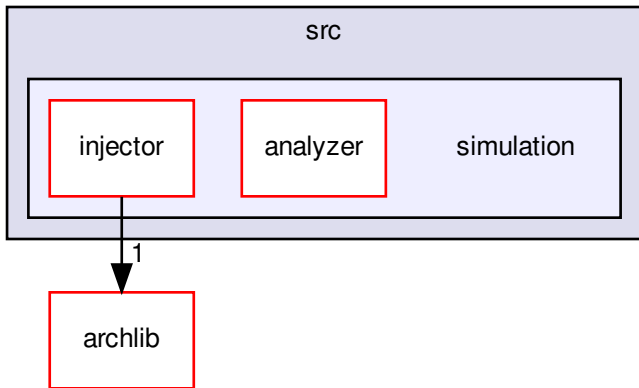 src
injector
analyzer
simulation
1
archlib